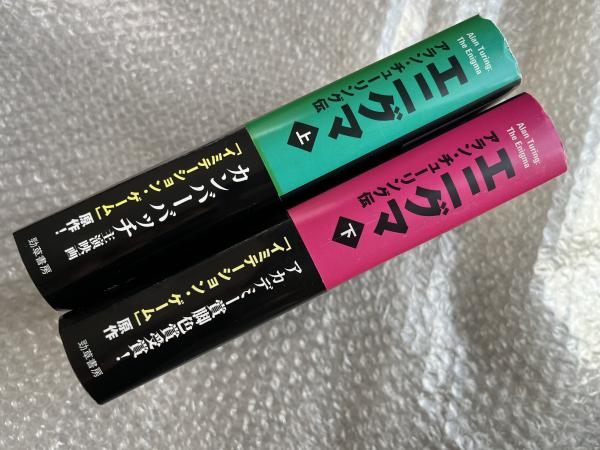 Alan Turing:
The Enigma
アラン・チューリング伝
エニグマ
上
カンバーバッチ主演映画
「イミテーション・ゲーム」原作!
勁草書房
Alan Turing:
The Enigma
アラン・チューリング伝
エニグマ
下
アカデミー賞脚色賞受賞!
「イミテーション・ゲーム」原作
勁草書房